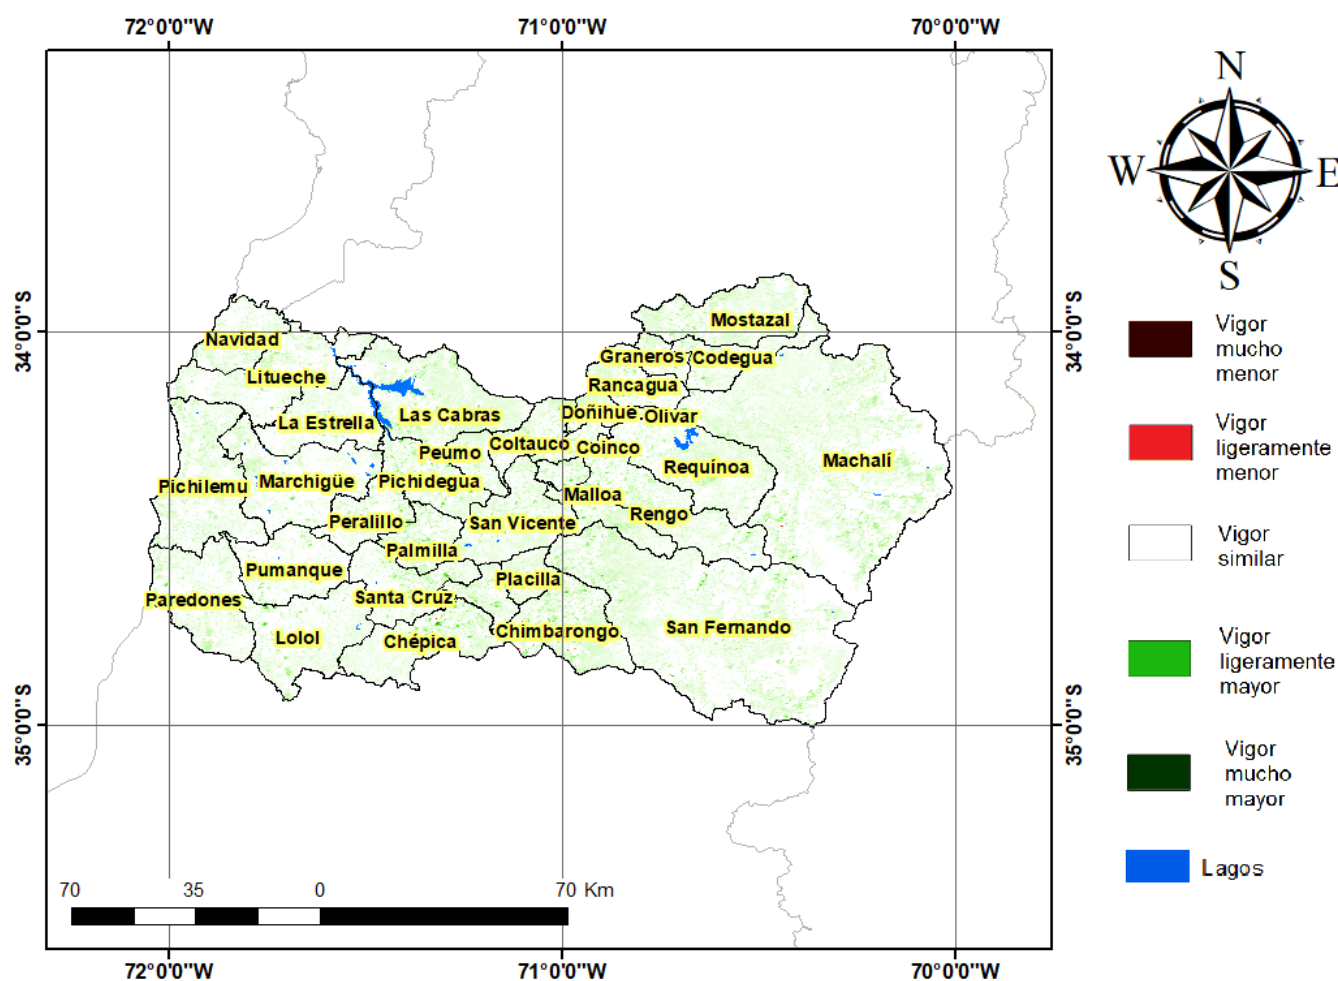 72°0'0"W
71°0'0"W
70°0'0"W
N
W
E
S
34°0'0"S
34°0'0"S
Mostazal
Navidad
Graneros
Codegua
Litueche
Rancagua
La Estrella
Las Cabras
Doñihue
Olivar
Coltauco
Coinco
Peumo
Requínoa
Machalí
Pichilemu
Marchigüe
Pichidegua
Malloa
Peralillo
San Vicente
Rengo
Palmilla
Pumanque
Placilla
Paredones
Santa Cruz
Lolol
Chépica
Chimbarongo
San Fernando
35°0'0"S
35°0'0"S
70
35
0
70 Km
72°0'0"W
71°0'0"W
70°0'0"W
Vigor
mucho
menor
Vigor
ligeramente
menor
Vigor
similar
Vigor
ligeramente
mayor
Vigor
mucho
mayor
Lagos